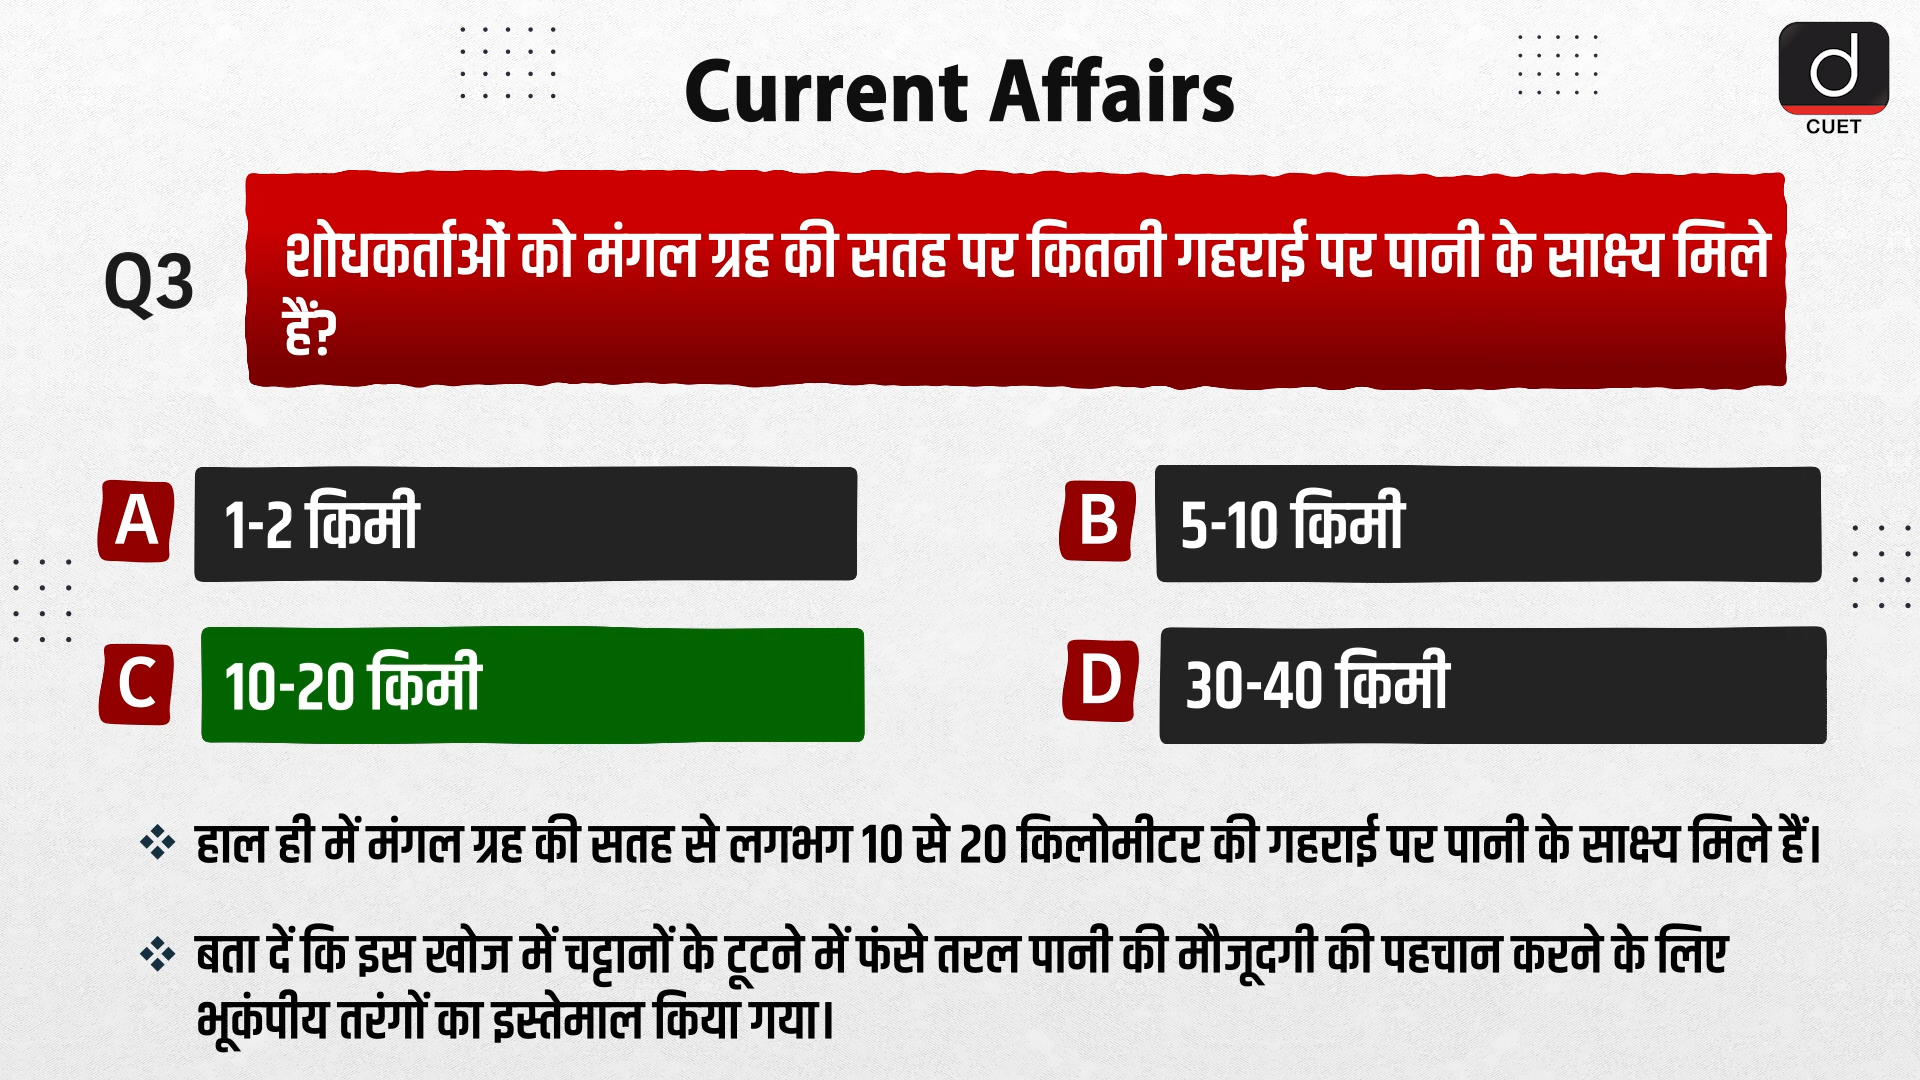 Current Affairs
d
CUET
Q3
शोधकर्ताओं को मंगल ग्रह की सतह पर कितनी गहराई पर पानी के साक्ष्य मिले
हैं?
A
1-2 किमी
B
5-10 किमी
C
10-20 किमी
D
30-40 किमी
हाल ही में मंगल ग्रह की सतह से लगभग 10 से 20 किलोमीटर की गहराई पर पानी के साक्ष्य मिले हैं।
बता दें कि इस खोज में चट्टानों के टूटने में फंसे तरल पानी की मौजूदगी की पहचान करने के लिए
भूकंपीय तरंगों का इस्तेमाल किया गया।